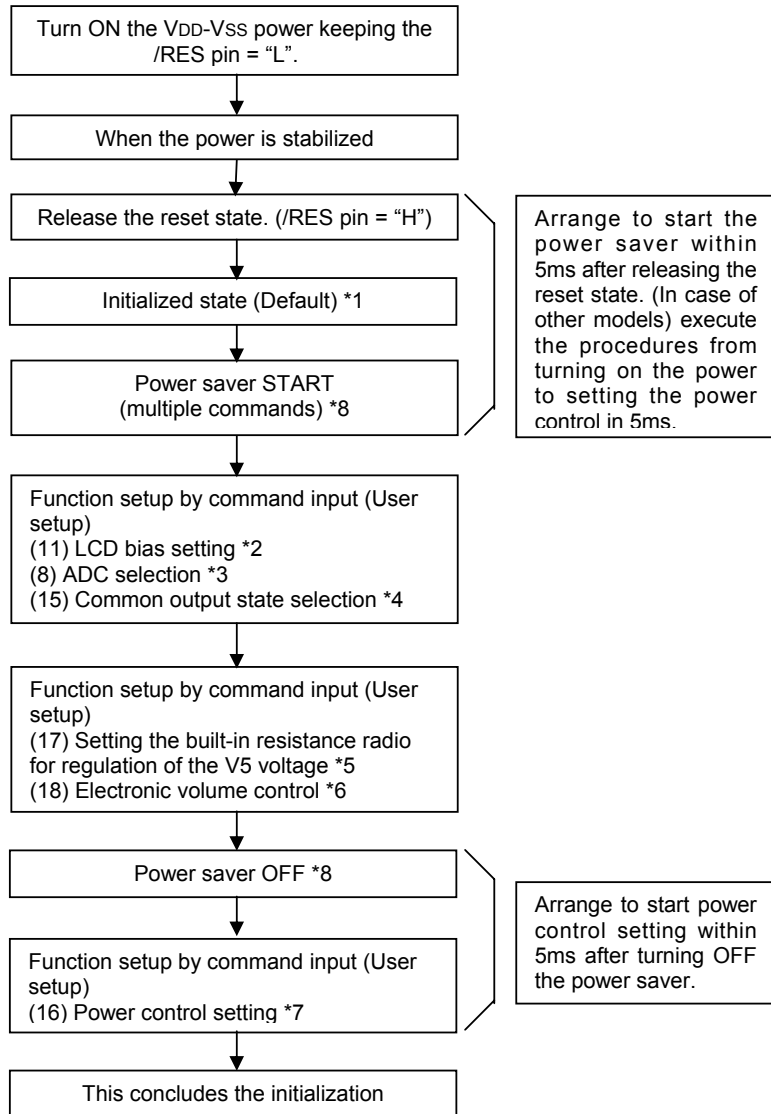 Turn ON the VDD-VSS power keeping the
/RES pin = “L”.
When the power is stabilized
Release the reset state. (/RES pin = “H”)
Initialized state (Default) *1
Power saver START
(multiple commands) *8
Arrange to start the
power saver within
5ms after releasing the
reset state. (In case of
other models) execute
the procedures from
turning on the power
to setting the power
control in 5ms.
Function setup by command input (User
setup)
(11) LCD bias setting *2
(8) ADC selection *3
(15) Common output state selection *4
Function setup by command input (User
setup)
(17) Setting the built-in resistance radio
for regulation of the V5 voltage *5
(18) Electronic volume control *6
Power saver OFF *8
Function setup by command input (User
setup)
(16) Power control setting *7
Arrange to start power
control setting within
5ms after turning OFF
the power saver.
This concludes the initialization